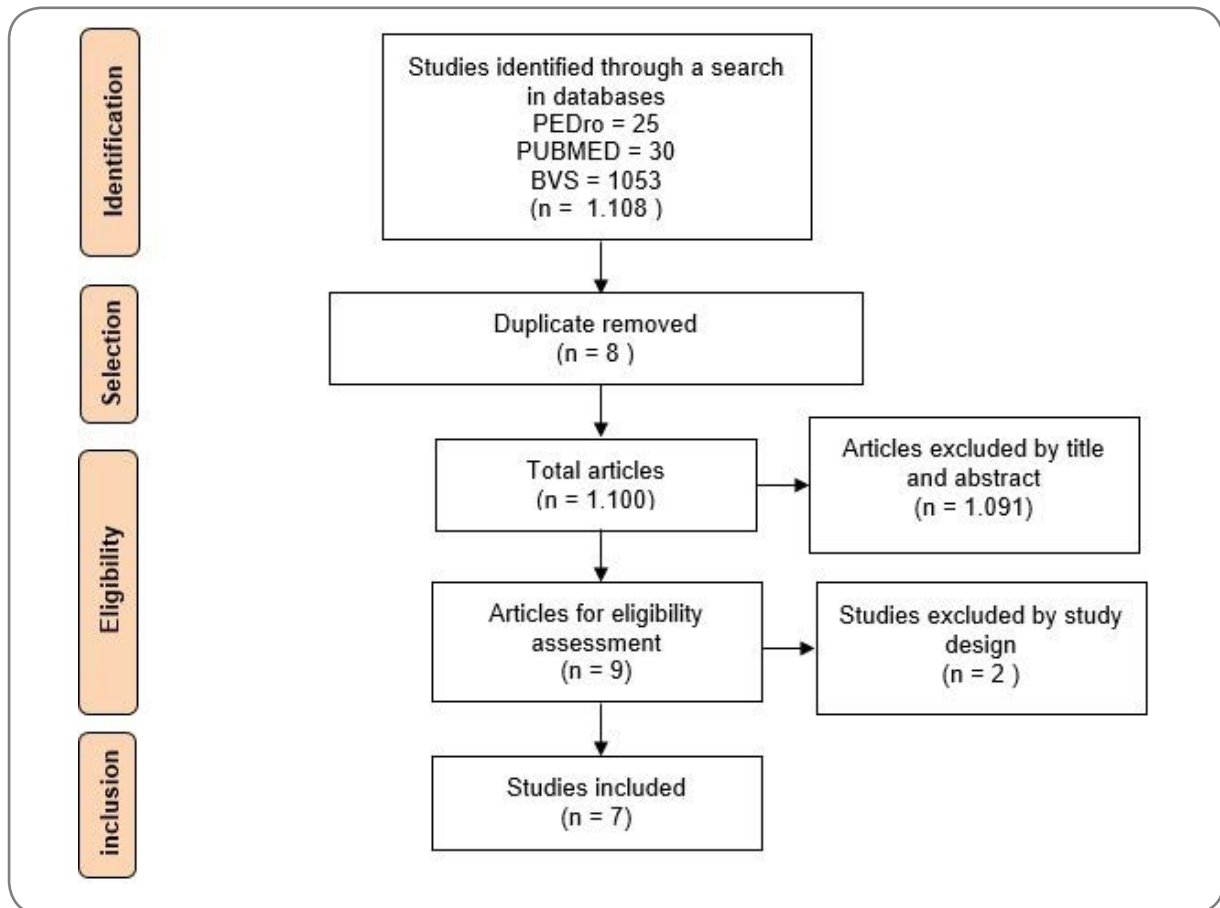 Identification
Studies identified through a search
in databases
PEDro = 25
PUBMED = 30
BVS = 1053
(n =  1.108 )
Selection
Duplicate removed
(n = 8 )
Eligibility
Total articles
(n = 1.100)
Articles excluded by title
and abstract
(n = 1.091)
Articles for eligibility
assessment
(n = 9)
Studies excluded by study
design
(n = 2 )
inclusion
Studies included
(n = 7)